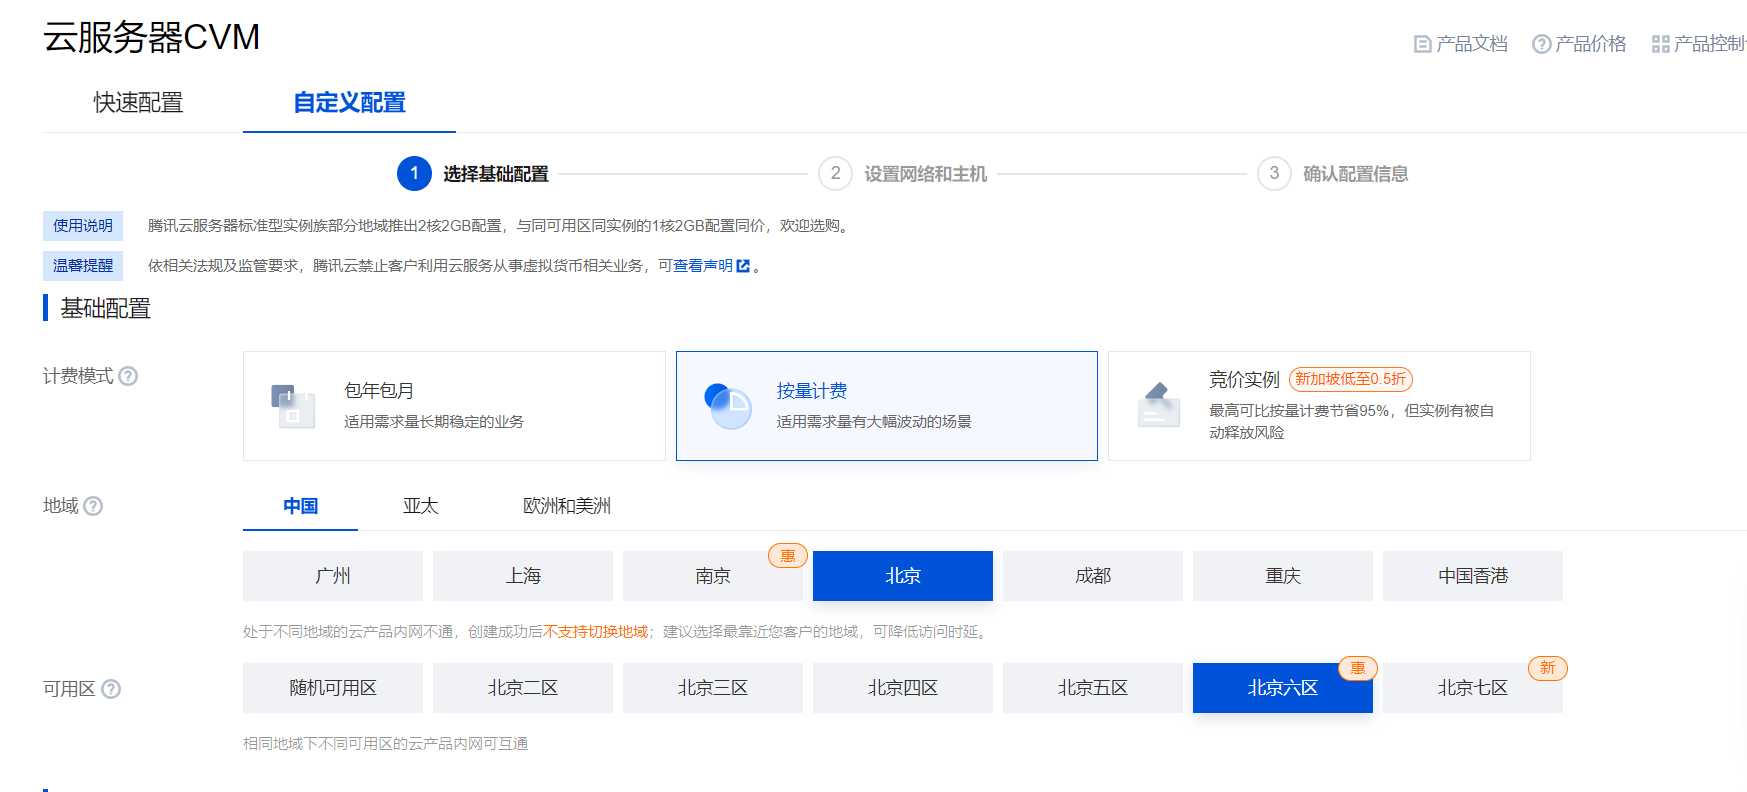 云服务器CVM
产品文档 产品价格 产品控制
快速配置 自定义配置
1 选择基础配置 2 设置网络和主机 3 确认配置信息
使用说明 腾讯云服务器标准型实例族部分地域推出2核2GB配置，与同可用区同实例的1核2GB配置同价，欢迎选购。
温馨提醒 依相关法规及监管要求，腾讯云禁止客户利用云服务从事虚拟货币相关业务，可查看声明。
基础配置
计费模式
包年包月
适用需求量长期稳定的业务
按量计费
适用需求量有大幅波动的场景
竞价实例 新加坡低至0.5折
最高可比按量计费节省95%，但实例有被自
动释放风险
地域 中国 亚太 欧洲和美洲
惠
广州 上海 南京 北京 成都 重庆 中国香港
处于不同地域的云产品内网不通，创建成功后不支持切换地域；建议选择最靠近您客户的地域，可降低访问时延。
惠 新
可用区 随机可用区 北京二区 北京三区 北京四区 北京五区 北京六区 北京七区
相同地域下不同可用区的云产品内网可互通